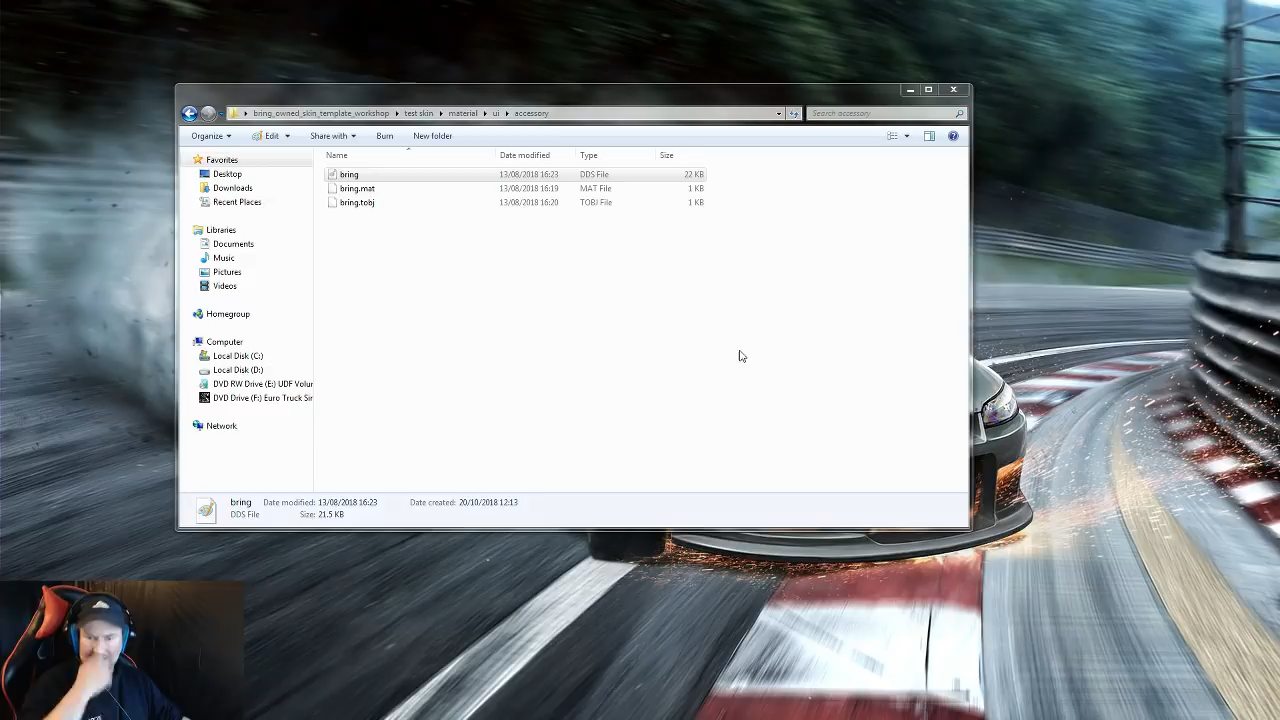 bring_owned_skin_template_workshop test skin material ui accessory
Search accessory
Organize Edit Share with Burn New folder
Favorites
Desktop
Downloads
Recent Places
Libraries
Documents
Music
Pictures
Videos
Homegroup
Computer
Local Disk (C:)
Local Disk (D:)
DVD RW Drive (E:) UDF Volur
DVD Drive (F:) Euro Truck Sir
Network
Name Date modified Type Size
bring 13/08/2018 16:23 DDS File 22 KB
bring.mat 13/08/2018 16:19 MAT File 1 KB
bring.tobj 13/08/2018 16:20 TOBJ File 1 KB
bring Date modified: 13/08/2018 16:23 Date created: 20/10/2018 12:13
DDS File Size: 21.5 KB